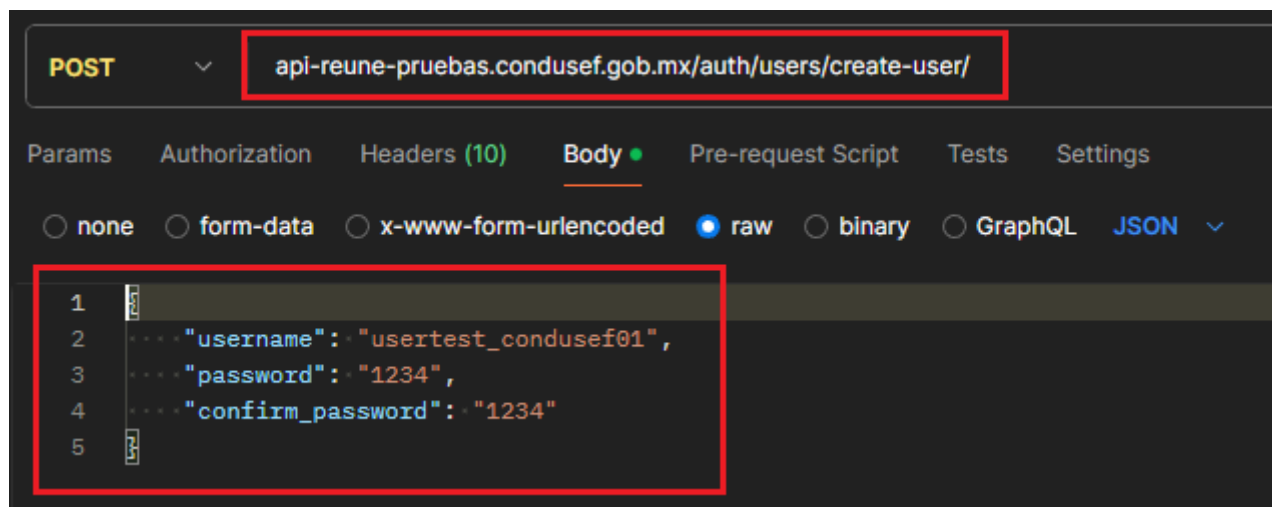 POST api-reune-pruebas.condusef.gob.mx/auth/users/create-user/
Params Authorization Headers (10) Body Pre-request Script Tests Settings
none form-data x-www-form-urlencoded raw binary GraphQL JSON
1 {
2 "username": "usertest_condusef01",
3 "password": "1234",
4 "confirm_password": "1234"
5 }